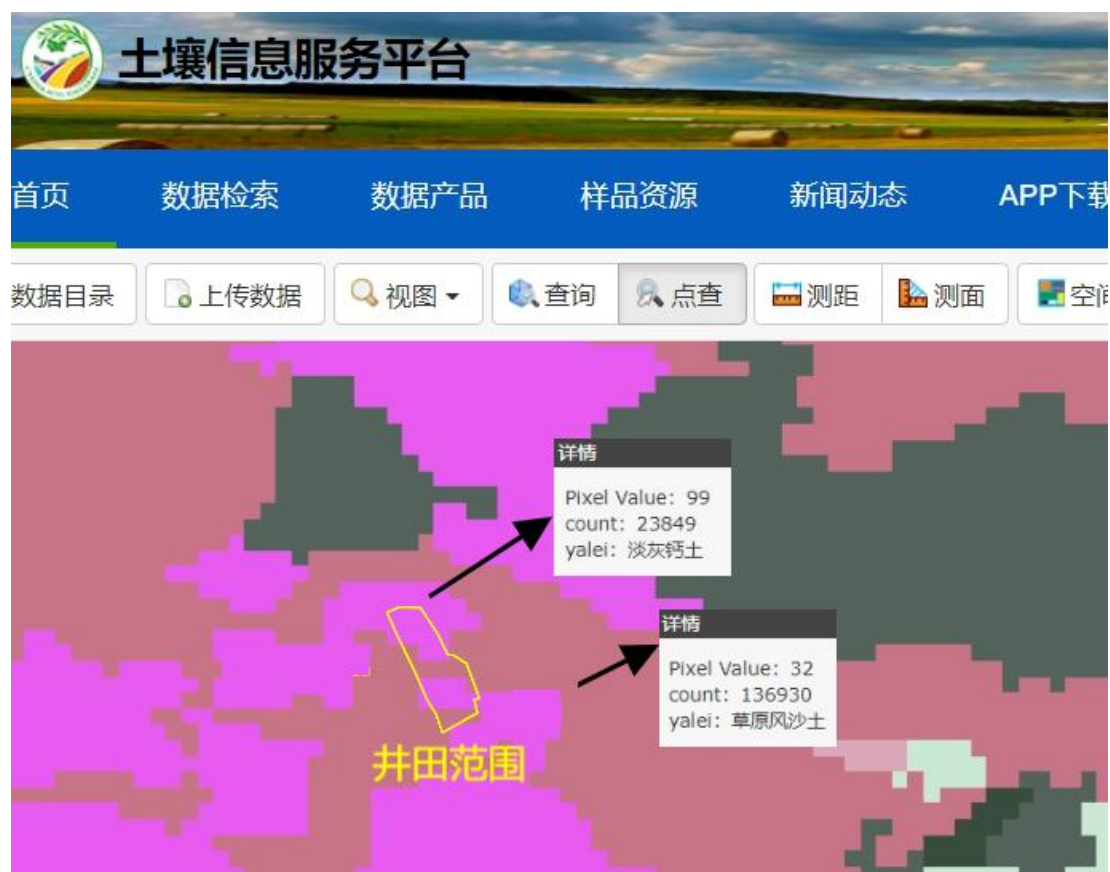 土壤信息服务平台
首页 数据检索 数据产品 样品资源 新闻动态 APP下载
数据目录 上传数据 视图 查询 点查 测距 测面 空间
详情
Pixel Value: 99
count: 23849
yalei: 淡灰钙土
详情
Pixel Value: 32
count: 136930
yalei: 草原风沙土
井田范围